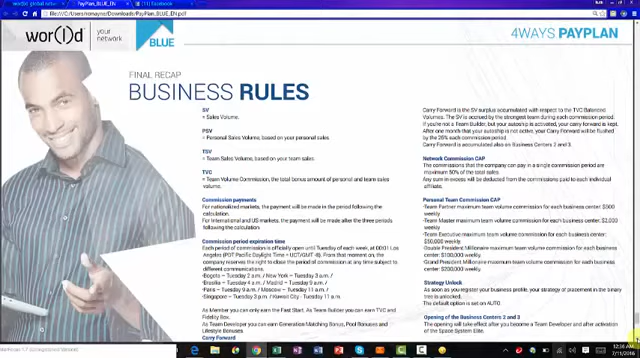 PayPlan_BLUE_EN.pdf
(1) Facebook
wor(l)d
your
network
BLUE
4WAYS PAYPLAN
FINAL RECAP
BUSINESS RULES
SV
= Sales Volume.
PSV
= Personal Sales Volume, based on your personal sales.
TSV
= Team Sales Volume, based on your team sales.
TVC
= Team Volume Commission, the total bonus amount of personal and team sales
volume.
Commission payments
For nationalized markets, the payment will be made in the period following the
calculation.
For International and US markets, the payment will be made after the three periods
following the calculation.
Commission period expiration time
Each period of commission is officially open until Tuesday of each week, at 00:01 Los
Angeles (PDT Pacific Daylight Time = UCT/GMT -8). From that moment on, the
company reserves the right to close the period of commission at any time subject to
different communications.
-Bogota – Tuesday 2 a.m. / New York – Tuesday 3 a.m. /
-Brasilia – Tuesday 4 a.m. / Madrid – Tuesday 9 a.m. /
-Paris – Tuesday 9 a.m. / Moscow – Tuesday 11 a.m. /
-Singapore – Tuesday 3 p.m. / Kuwait City - Tuesday 11 a.m.
As Member you can only earn the Fast Start. As Team Builder you can earn TVC and
Fidelity Box.
As Team Developer you can earn Generation Matching Bonus, Pool Bonuses and
Lifestyle Bonuses
Carry Forward
Carry Forward is the SV surplus accumulated with respect to the TVC Balanced
Volumes. The SV is accrued by the strongest team during each commission period.
If you're not a Team Builder, but your autoship is activated, your carry forward is kept.
After one month that your autoship is not active, your Carry Forward will be flushed
by the 25% each commission period.
Carry Forward is accumulated also on Business Centers 2 and 3.
Network Commission CAP
The commissions that the company can pay in a single commission period are
maximum 50% of the total sales.
Any sum in excess will be deducted from the commissions paid to each individual
affiliate.
Personal Team Commission CAP
-Team Partner maximum team volume commission for each business center: $500
weekly
-Team Master maximum team volume commission for each business center: $2,000
weekly
-Team Executive maximum team volume commission for each business center:
$50,000 weekly
-Double President Millionaire maximum team volume commission for each business
center: $100,000 weekly
-Grand President Millionaire maximum team volume commission for each business
center: $200,000 weekly
Strategy Unlock
As soon as you register your business profile, your strategy of placement in the binary
tree is unlocked.
The default option is set on AUTO.
Opening of the Business Centers 2 and 3
The opening will take effect after you become a Team Developer and after activation
of the Space System Elite.
12:36 AM